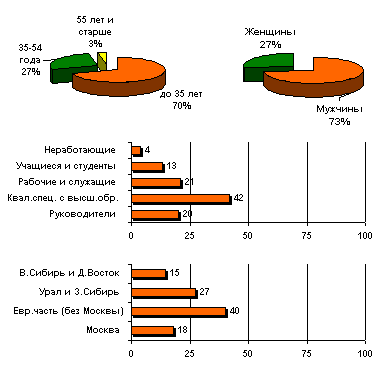 55 лет и
старше
3%
35-54
года
27%
до 35 лет
70%
Женщины
27%
Мужчины
73%
Неработающие 4
Учащиеся и студенты 13
Рабочие и служащие 21
Квал.спец. с высш.обр. 42
Руководители 20
0 25 50 75 100
В.Сибирь и Д.Восток 15
Урал и З.Сибирь 27
Евр.часть (без Москвы) 40
Москва 18
0 25 50 75 100